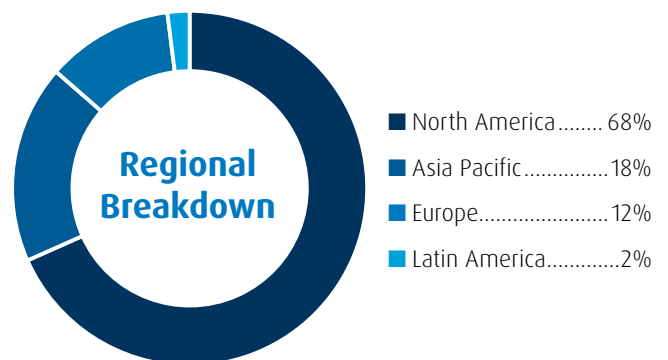 Regional
Breakdown
North America........ 68%
Asia Pacific...............18%
Europe...................... 12%
Latin America.............2%